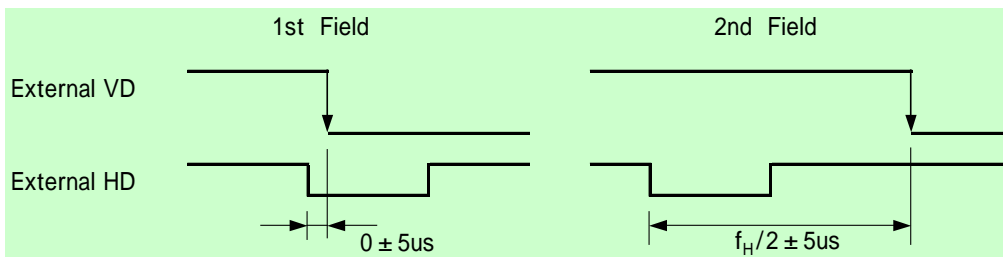 1st Field 2nd Field
External VD
External HD
0 ± 5us f_H/2 ± 5us